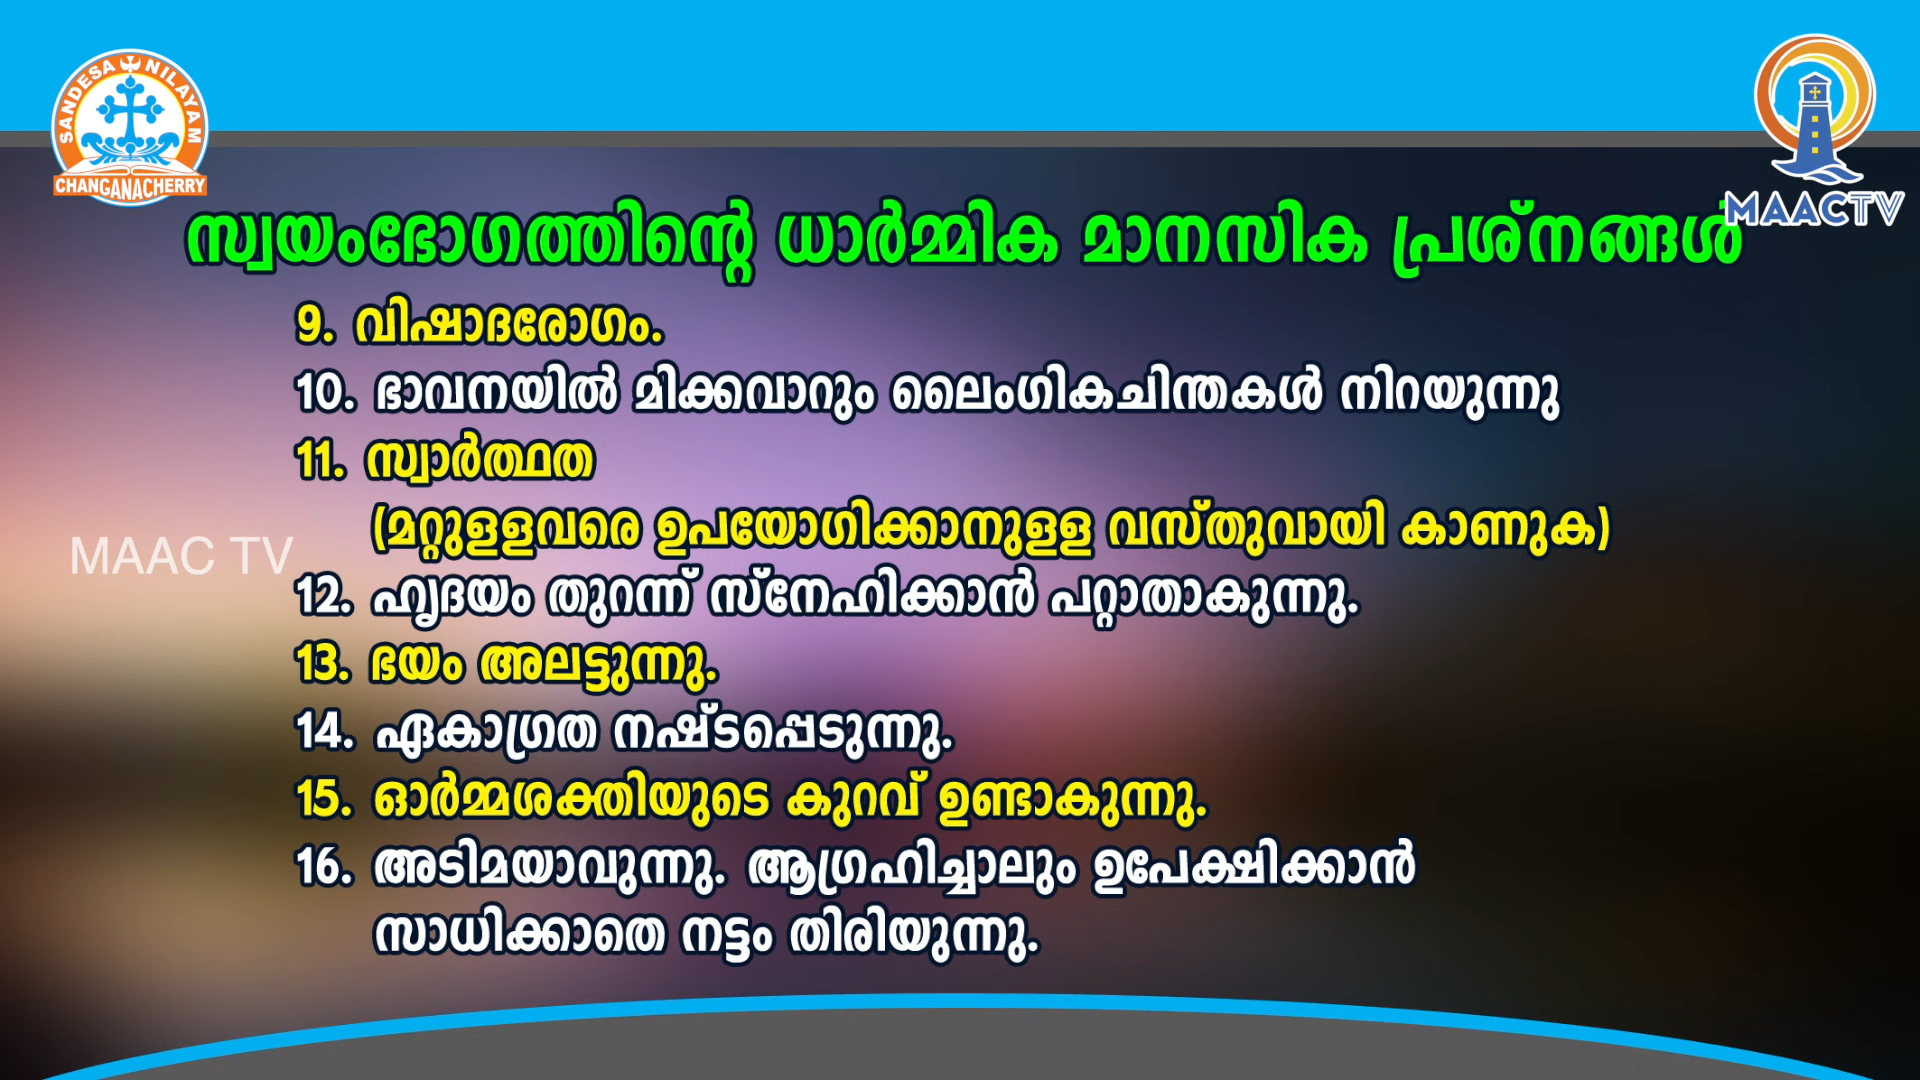 SANDESA NILAYAM
CHANGANACHERRY
MAACTV
സ്വയംഭോഗത്തിന്റെ ധാർമ്മിക മാനസിക പ്രശ്നങ്ങൾ
9. വിഷാദരോഗം.
10. ഭാവനയിൽ മിക്കവാറും ലൈംഗികചിന്തകൾ നിറയുന്നു
11. സ്വാർത്ഥത
(മറ്റുളളവരെ ഉപയോഗിക്കാനുളള വസ്തുവായി കാണുക)
MAAC TV
12. ഹൃദയം തുറന്ന് സ്നേഹിക്കാൻ പറ്റാതാകുന്നു.
13. ഭയം അലട്ടുന്നു.
14. ഏകാഗ്രത നഷ്ടപ്പെടുന്നു.
15. ഓർമ്മശക്തിയുടെ കുറവ് ഉണ്ടാകുന്നു.
16. അടിമയാവുന്നു. ആഗ്രഹിച്ചാലും ഉപേക്ഷിക്കാൻ
സാധിക്കാതെ നട്ടം തിരിയുന്നു.